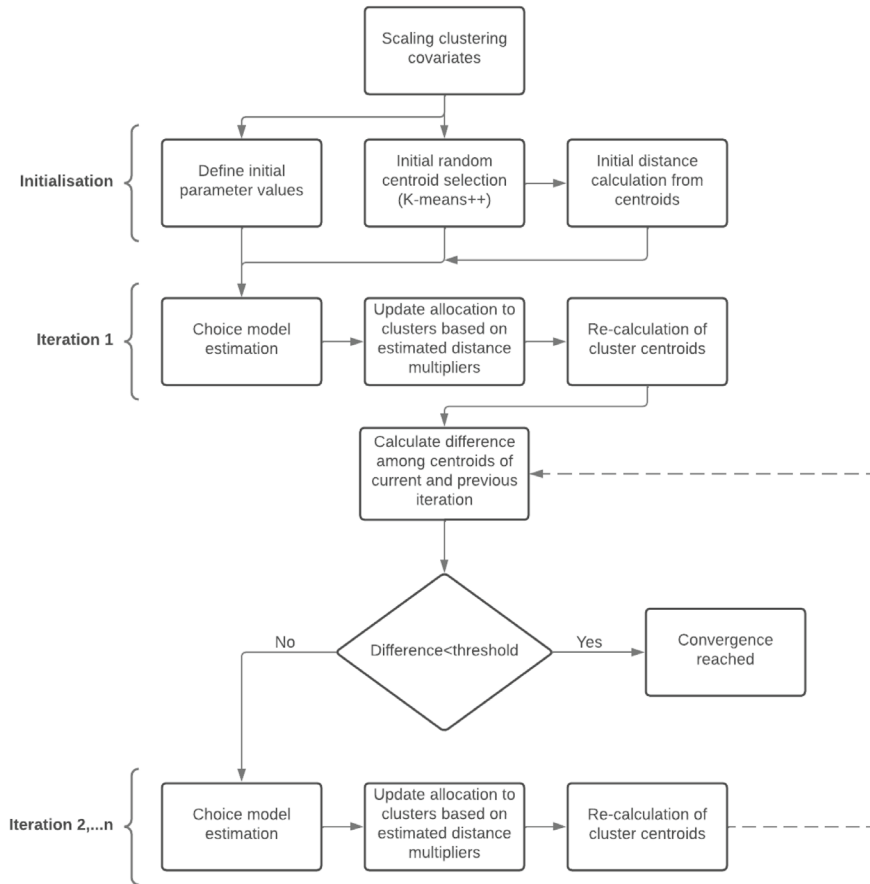 Scaling clustering
covariates
Initialisation
Define initial
parameter values
Initial random
centroid selection
(K-means++)
Initial distance
calculation from
centroids
Iteration 1
Choice model
estimation
Update allocation to
clusters based on
estimated distance
multipliers
Re-calculation of
cluster centroids
Calculate difference
among centroids of
current and previous
iteration
Difference<threshold
No
Yes
Convergence
reached
Iteration 2,...n
Choice model
estimation
Update allocation to
clusters based on
estimated distance
multipliers
Re-calculation of
cluster centroids